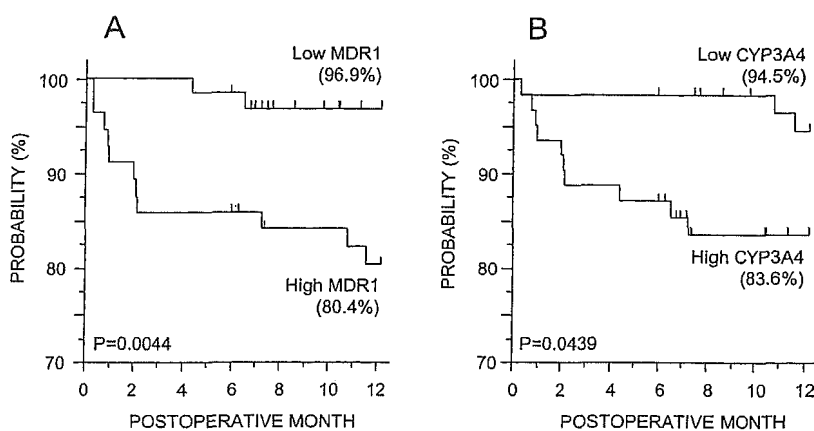 A
Low MDR1
(96.9%)
100
90
80
70
PROBABILITY (%)
High MDR1
(80.4%)
P=0.0044
0 2 4 6 8 10 12
POSTOPERATIVE MONTH
B
Low CYP3A4
(94.5%)
100
90
80
70
PROBABILITY (%)
High CYP3A4
(83.6%)
P=0.0439
0 2 4 6 8 10 12
POSTOPERATIVE MONTH